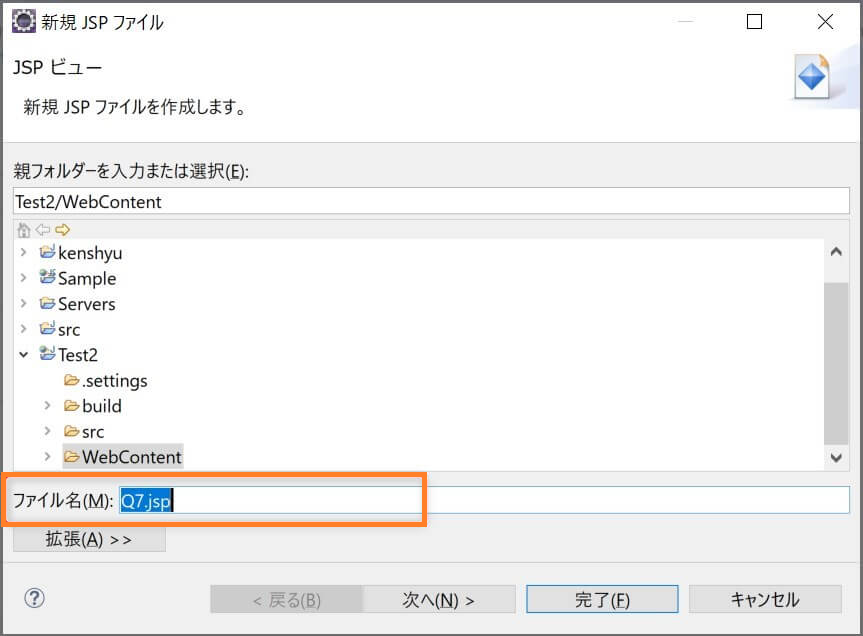 新規 JSP ファイル
JSP ビュー
新規 JSP ファイルを作成します。
親フォルダーを入力または選択(E):
Test2/WebContent
kenshyu
Sample
Servers
src
Test2
.settings
build
src
WebContent
ファイル名(M): Q7.jsp
拡張(A) >>
? < 戻る(B) 次へ(N) > 完了(F) キャンセル